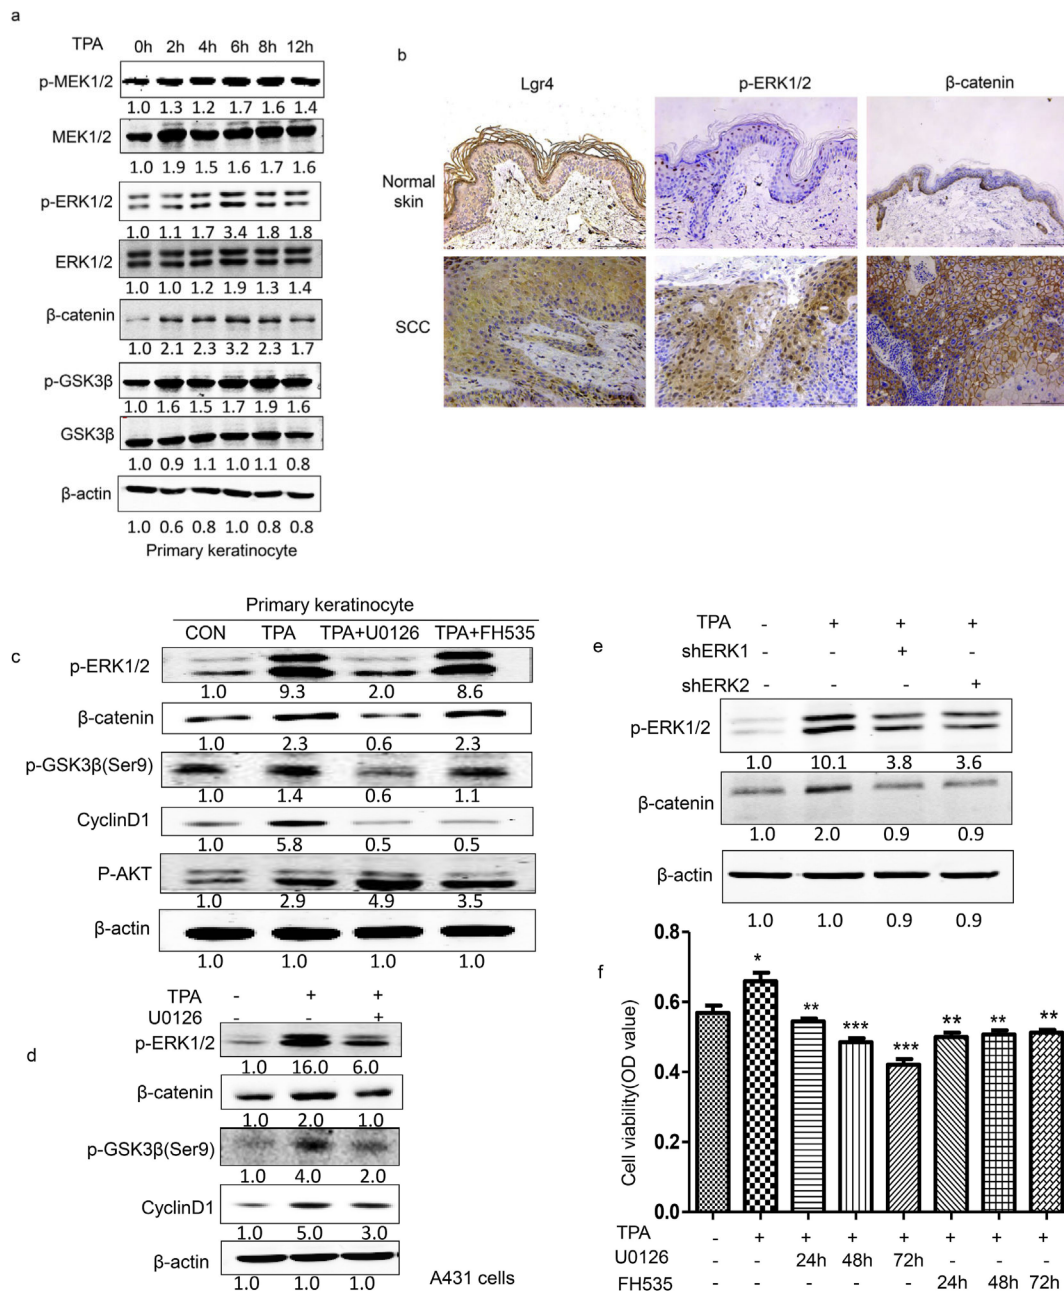 a
TPA 0h 2h 4h 6h 8h 12h
p-MEK1/2
1.0 1.3 1.2 1.7 1.6 1.4
MEK1/2
1.0 1.9 1.5 1.6 1.7 1.6
p-ERK1/2
1.0 1.1 1.7 3.4 1.8 1.8
ERK1/2
1.0 1.0 1.2 1.9 1.3 1.4
β-catenin
1.0 2.1 2.3 3.2 2.3 1.7
p-GSK3β
1.0 1.6 1.5 1.7 1.9 1.6
GSK3β
1.0 0.9 1.1 1.0 1.1 0.8
β-actin
1.0 0.6 0.8 1.0 0.8 0.8
Primary keratinocyte
b
Lgr4 p-ERK1/2 β-catenin
Normal
skin
SCC
c
Primary keratinocyte
CON TPA TPA+U0126 TPA+FH535
p-ERK1/2
1.0 9.3 2.0 8.6
β-catenin
1.0 2.3 0.6 2.3
p-GSK3β(Ser9)
1.0 1.4 0.6 1.1
CyclinD1
1.0 5.8 0.5 0.5
P-AKT
1.0 2.9 4.9 3.5
β-actin
1.0 1.0 1.0 1.0
d
TPA - + +
U0126 - - +
p-ERK1/2
1.0 16.0 6.0
β-catenin
1.0 2.0 1.0
p-GSK3β(Ser9)
1.0 4.0 2.0
CyclinD1
1.0 5.0 3.0
β-actin
1.0 1.0 1.0
A431 cells
e
TPA - + + +
shERK1 - - + -
shERK2 - - - +
p-ERK1/2
1.0 10.1 3.8 3.6
β-catenin
1.0 2.0 0.9 0.9
β-actin
1.0 1.0 0.9 0.9
f
Cell viability(OD value)
0.8
0.6
0.4
0.2
0.0
* ** *** *** ** ** **
TPA - + + + + + + +
U0126 - - 24h 48h 72h - - -
FH535 - - - - - 24h 48h 72h